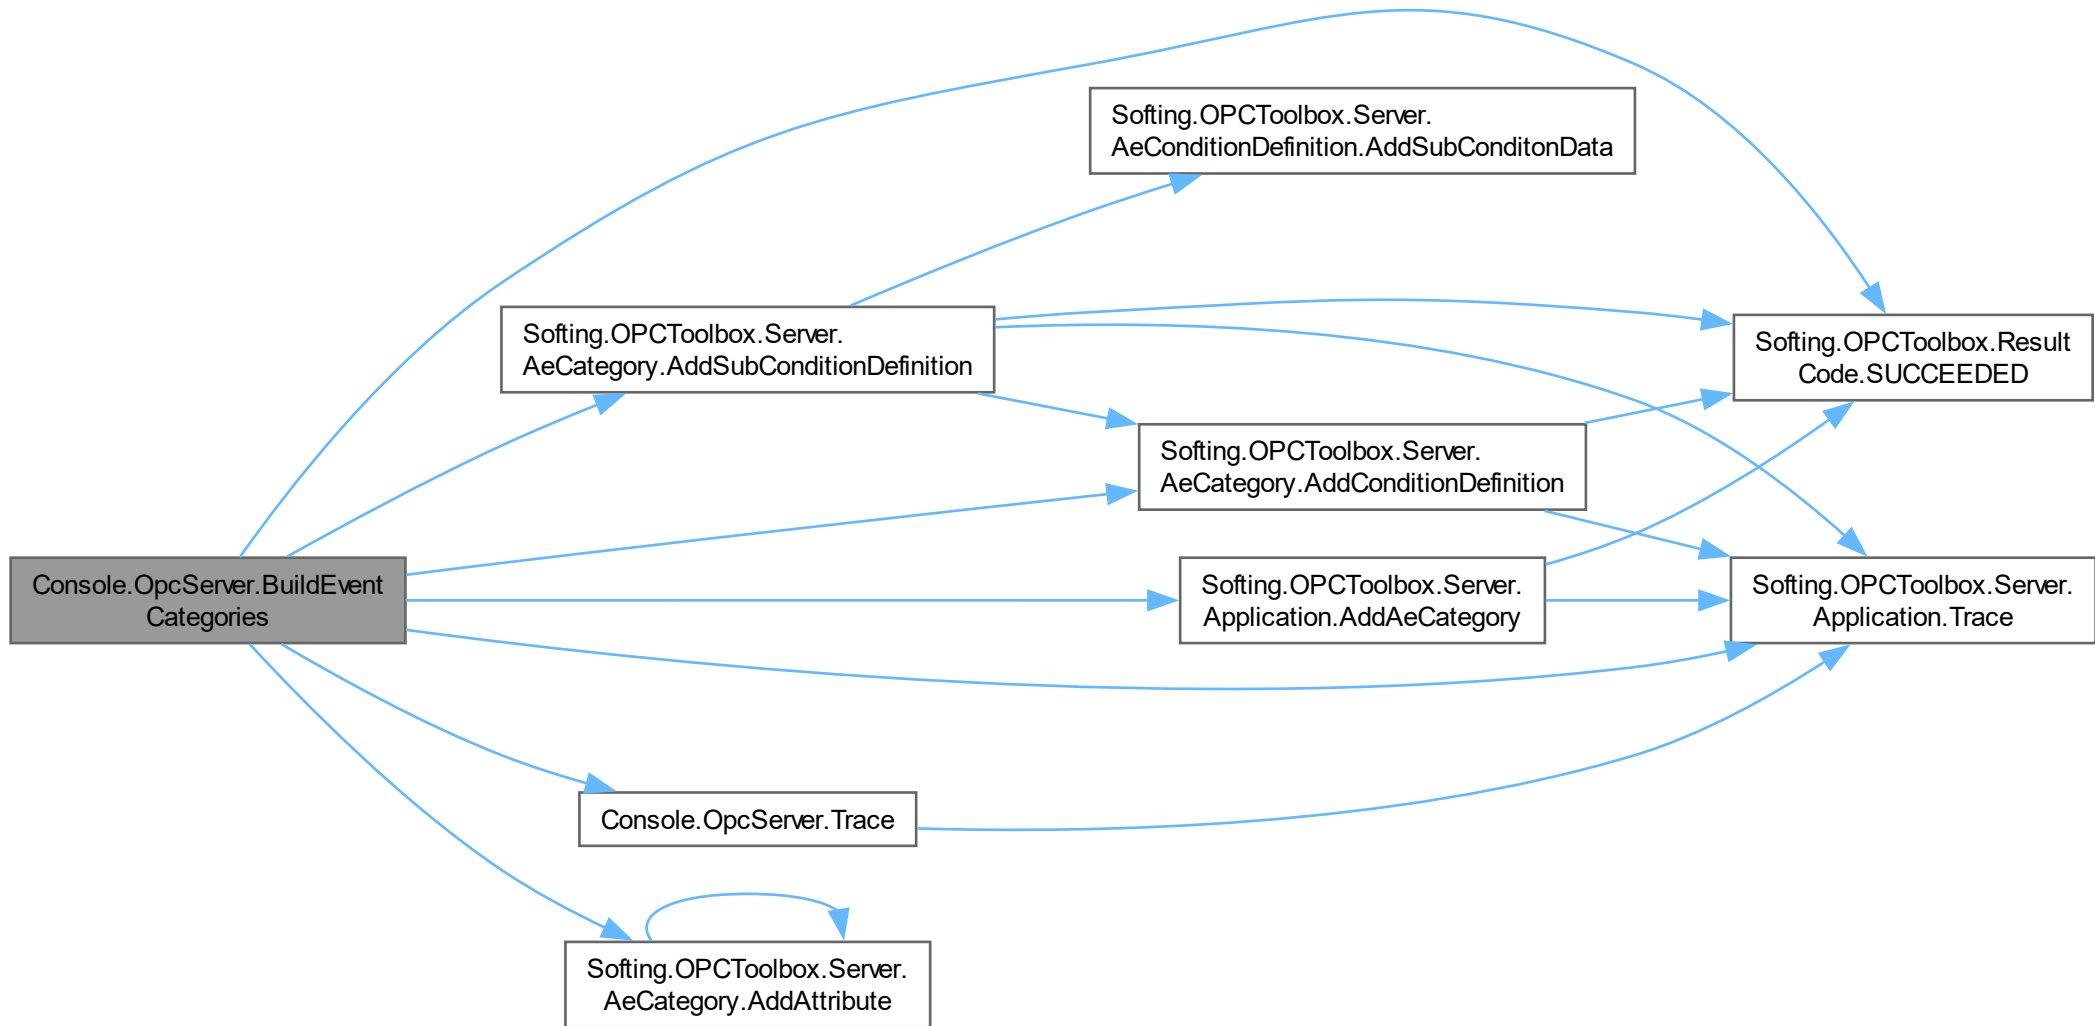 Softing.OPCToolbox.Server.
AeConditionDefinition.AddSubConditonData
Softing.OPCToolbox.Server.
AeCategory.AddSubConditionDefinition
Softing.OPCToolbox.Result
Code.SUCCEEDED
Softing.OPCToolbox.Server.
AeCategory.AddConditionDefinition
Console.OpcServer.BuildEvent
Categories
Softing.OPCToolbox.Server.
Application.AddAeCategory
Softing.OPCToolbox.Server.
Application.Trace
Console.OpcServer.Trace
Softing.OPCToolbox.Server.
AeCategory.AddAttribute